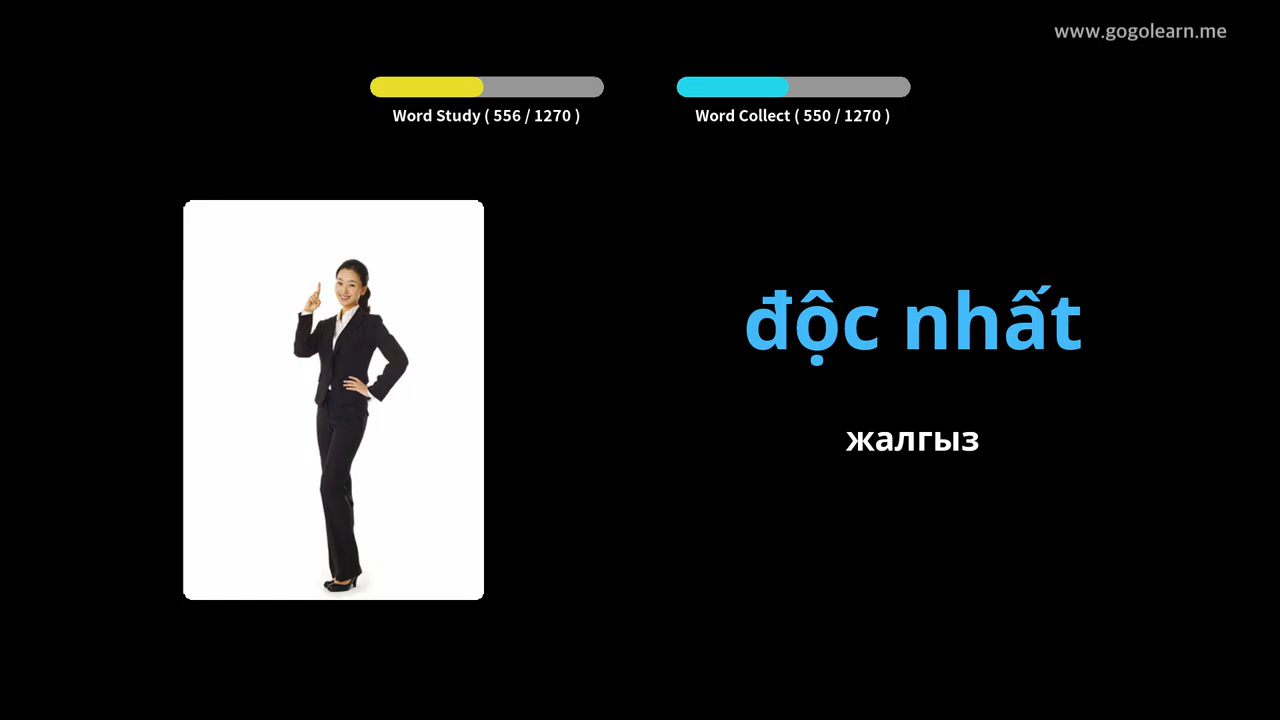 www.gogolearn.me
Word Study ( 556 / 1270 )
Word Collect ( 550 / 1270 )
độc nhất
жалгыз